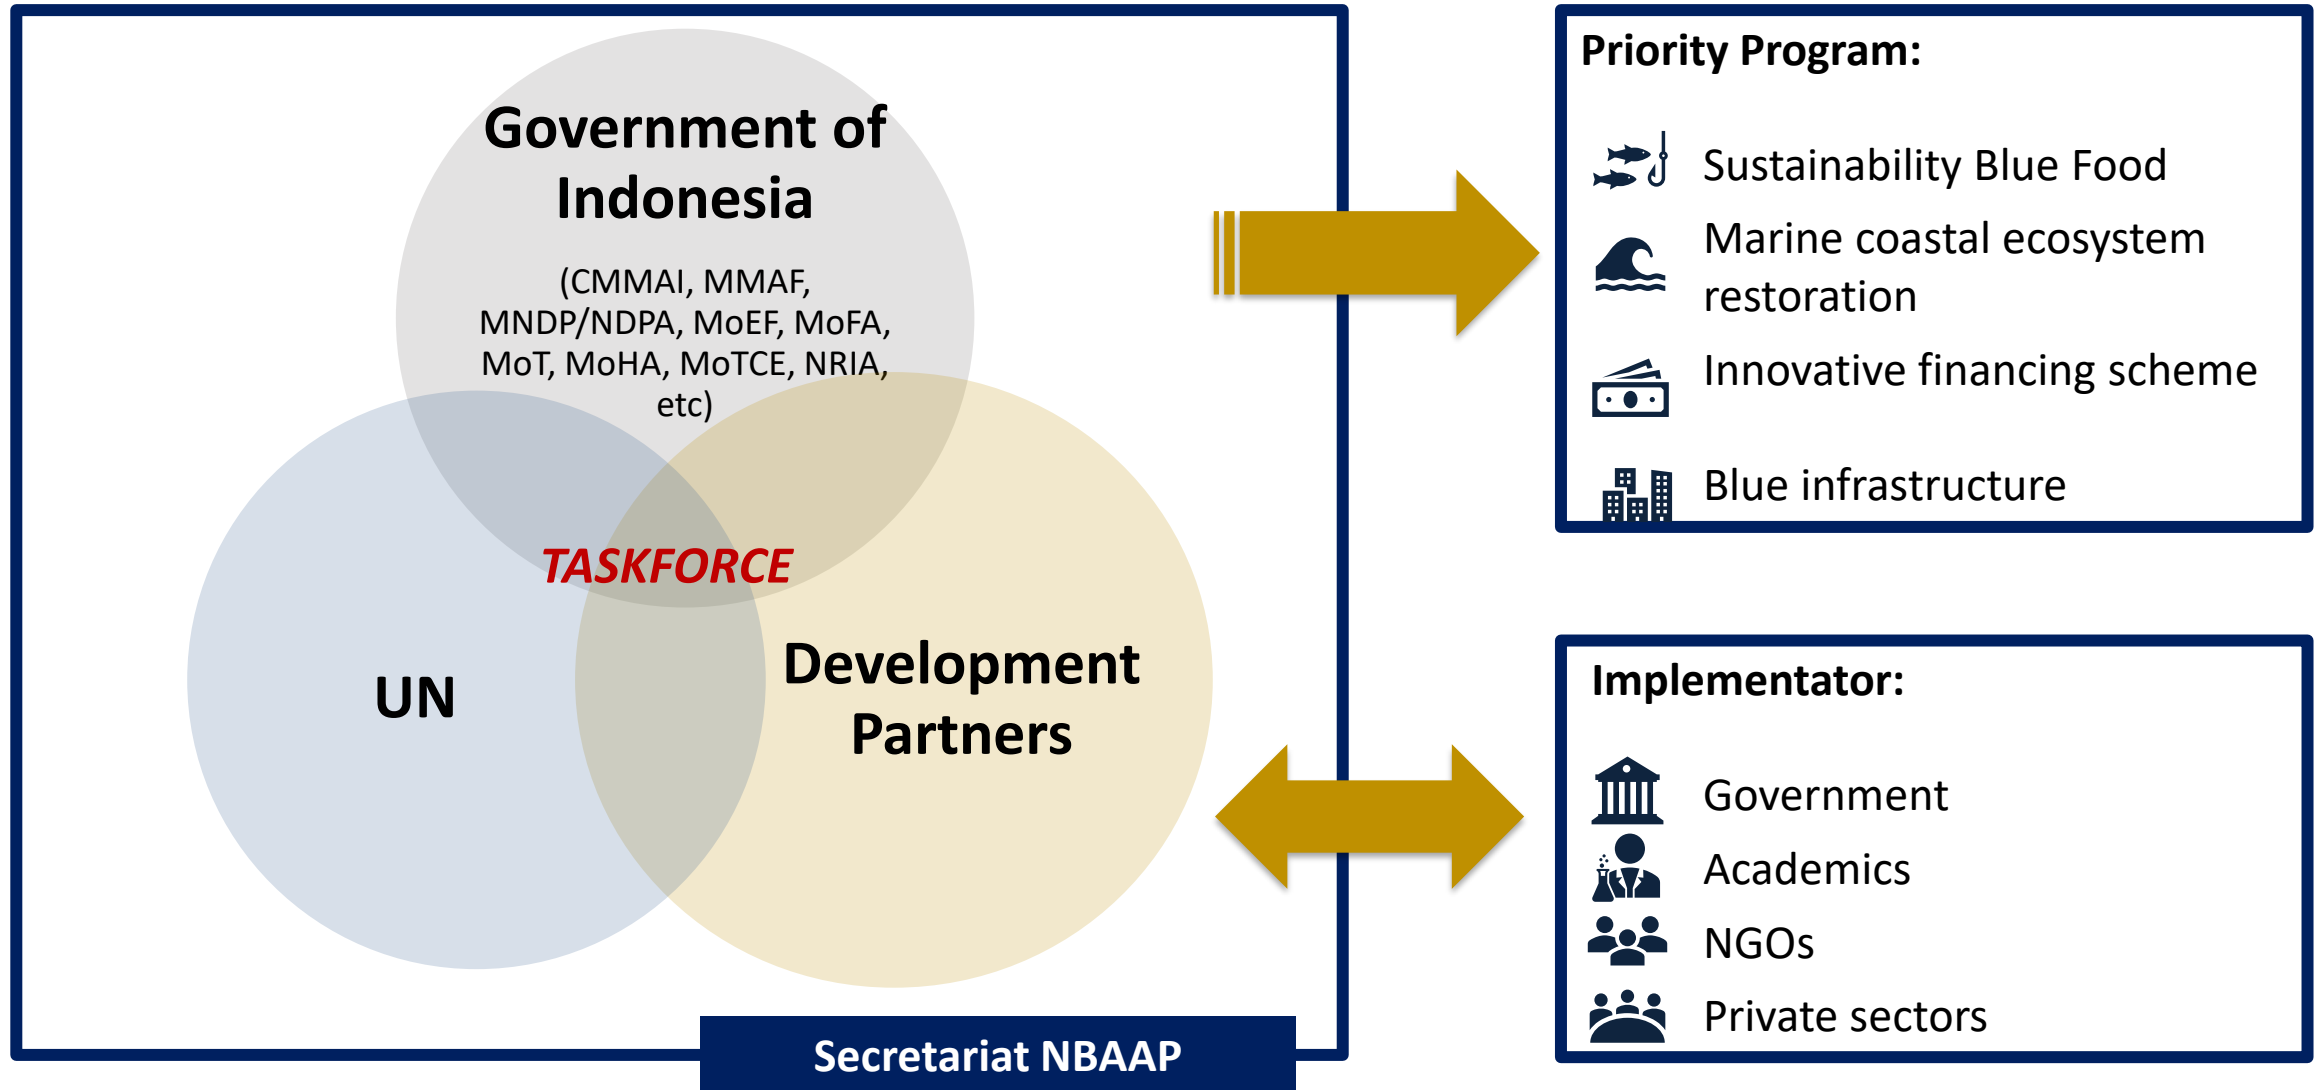 Government of
Indonesia
(CMMAI, MMAF,
MNDP/NDPA, MoEF, MoFA,
MoT, MoHA, MoTCE, NRIA,
etc)
TASKFORCE
UN
Development
Partners
Secretariat NBAAP
Priority Program:
Sustainability Blue Food
Marine coastal ecosystem
restoration
Innovative financing scheme
Blue infrastructure
Implementator:
Government
Academics
NGOs
Private sectors